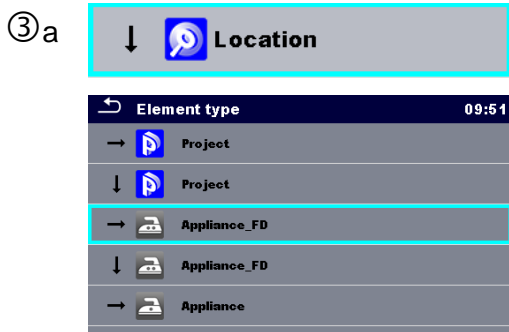 ③a
↓ Location
Element type 09:51
→ Project
↓ Project
→ Appliance_FD
↓ Appliance_FD
→ Appliance